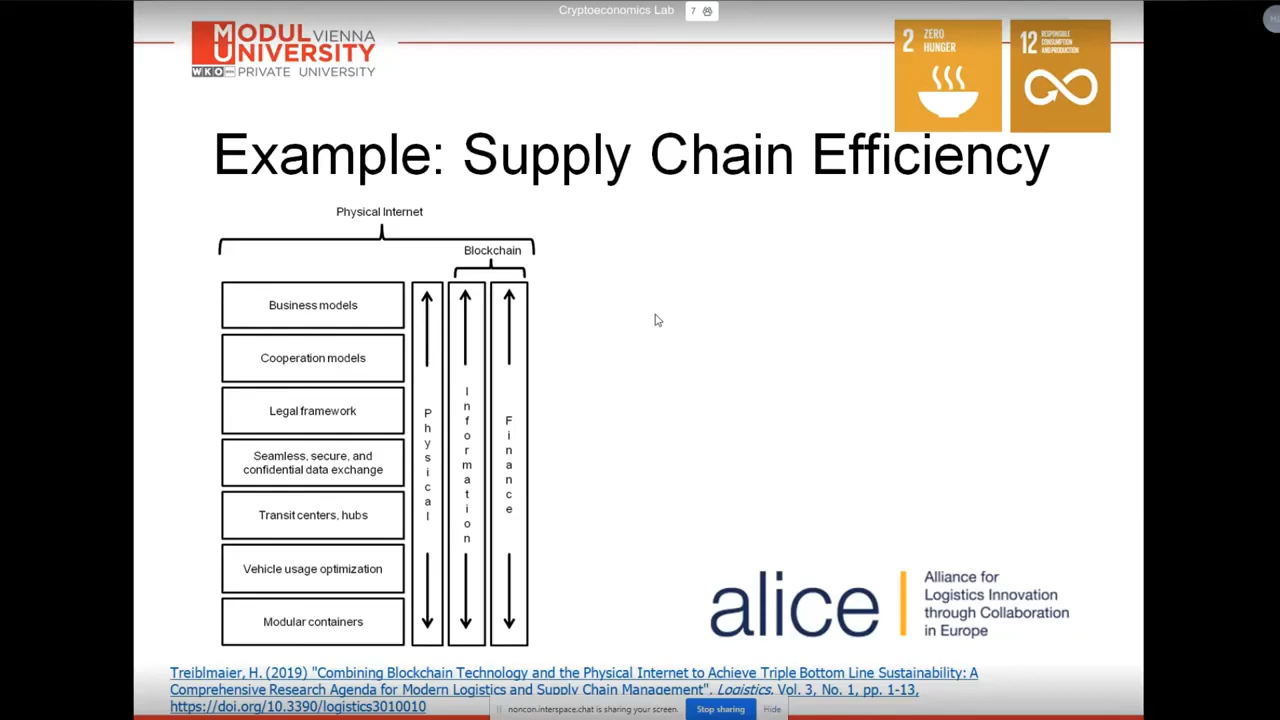 Cryptoeconomics Lab 7
MODUL VIENNA
UNIVERSITY
WKO PRIVATE UNIVERSITY
2 ZERO
HUNGER
12 RESPONSIBLE
CONSUMPTION
AND PRODUCTION
Example: Supply Chain Efficiency
Physical Internet
Blockchain
Business models
Cooperation models
Legal framework
Seamless, secure, and
confidential data exchange
Transit centers, hubs
Vehicle usage optimization
Modular containers
Physical
Information
Finance
alice
Alliance for
Logistics Innovation
through Collaboration
in Europe
Treiblmaier, H. (2019) "Combining Blockchain Technology and the Physical Internet to Achieve Triple Bottom Line Sustainability: A
Comprehensive Research Agenda for Modern Logistics and Supply Chain Management". Logistics. Vol. 3, No. 1, pp. 1-13,
https://doi.org/10.3390/logistics3010010
noncon.interspace.chat is sharing your screen. Stop sharing Hide